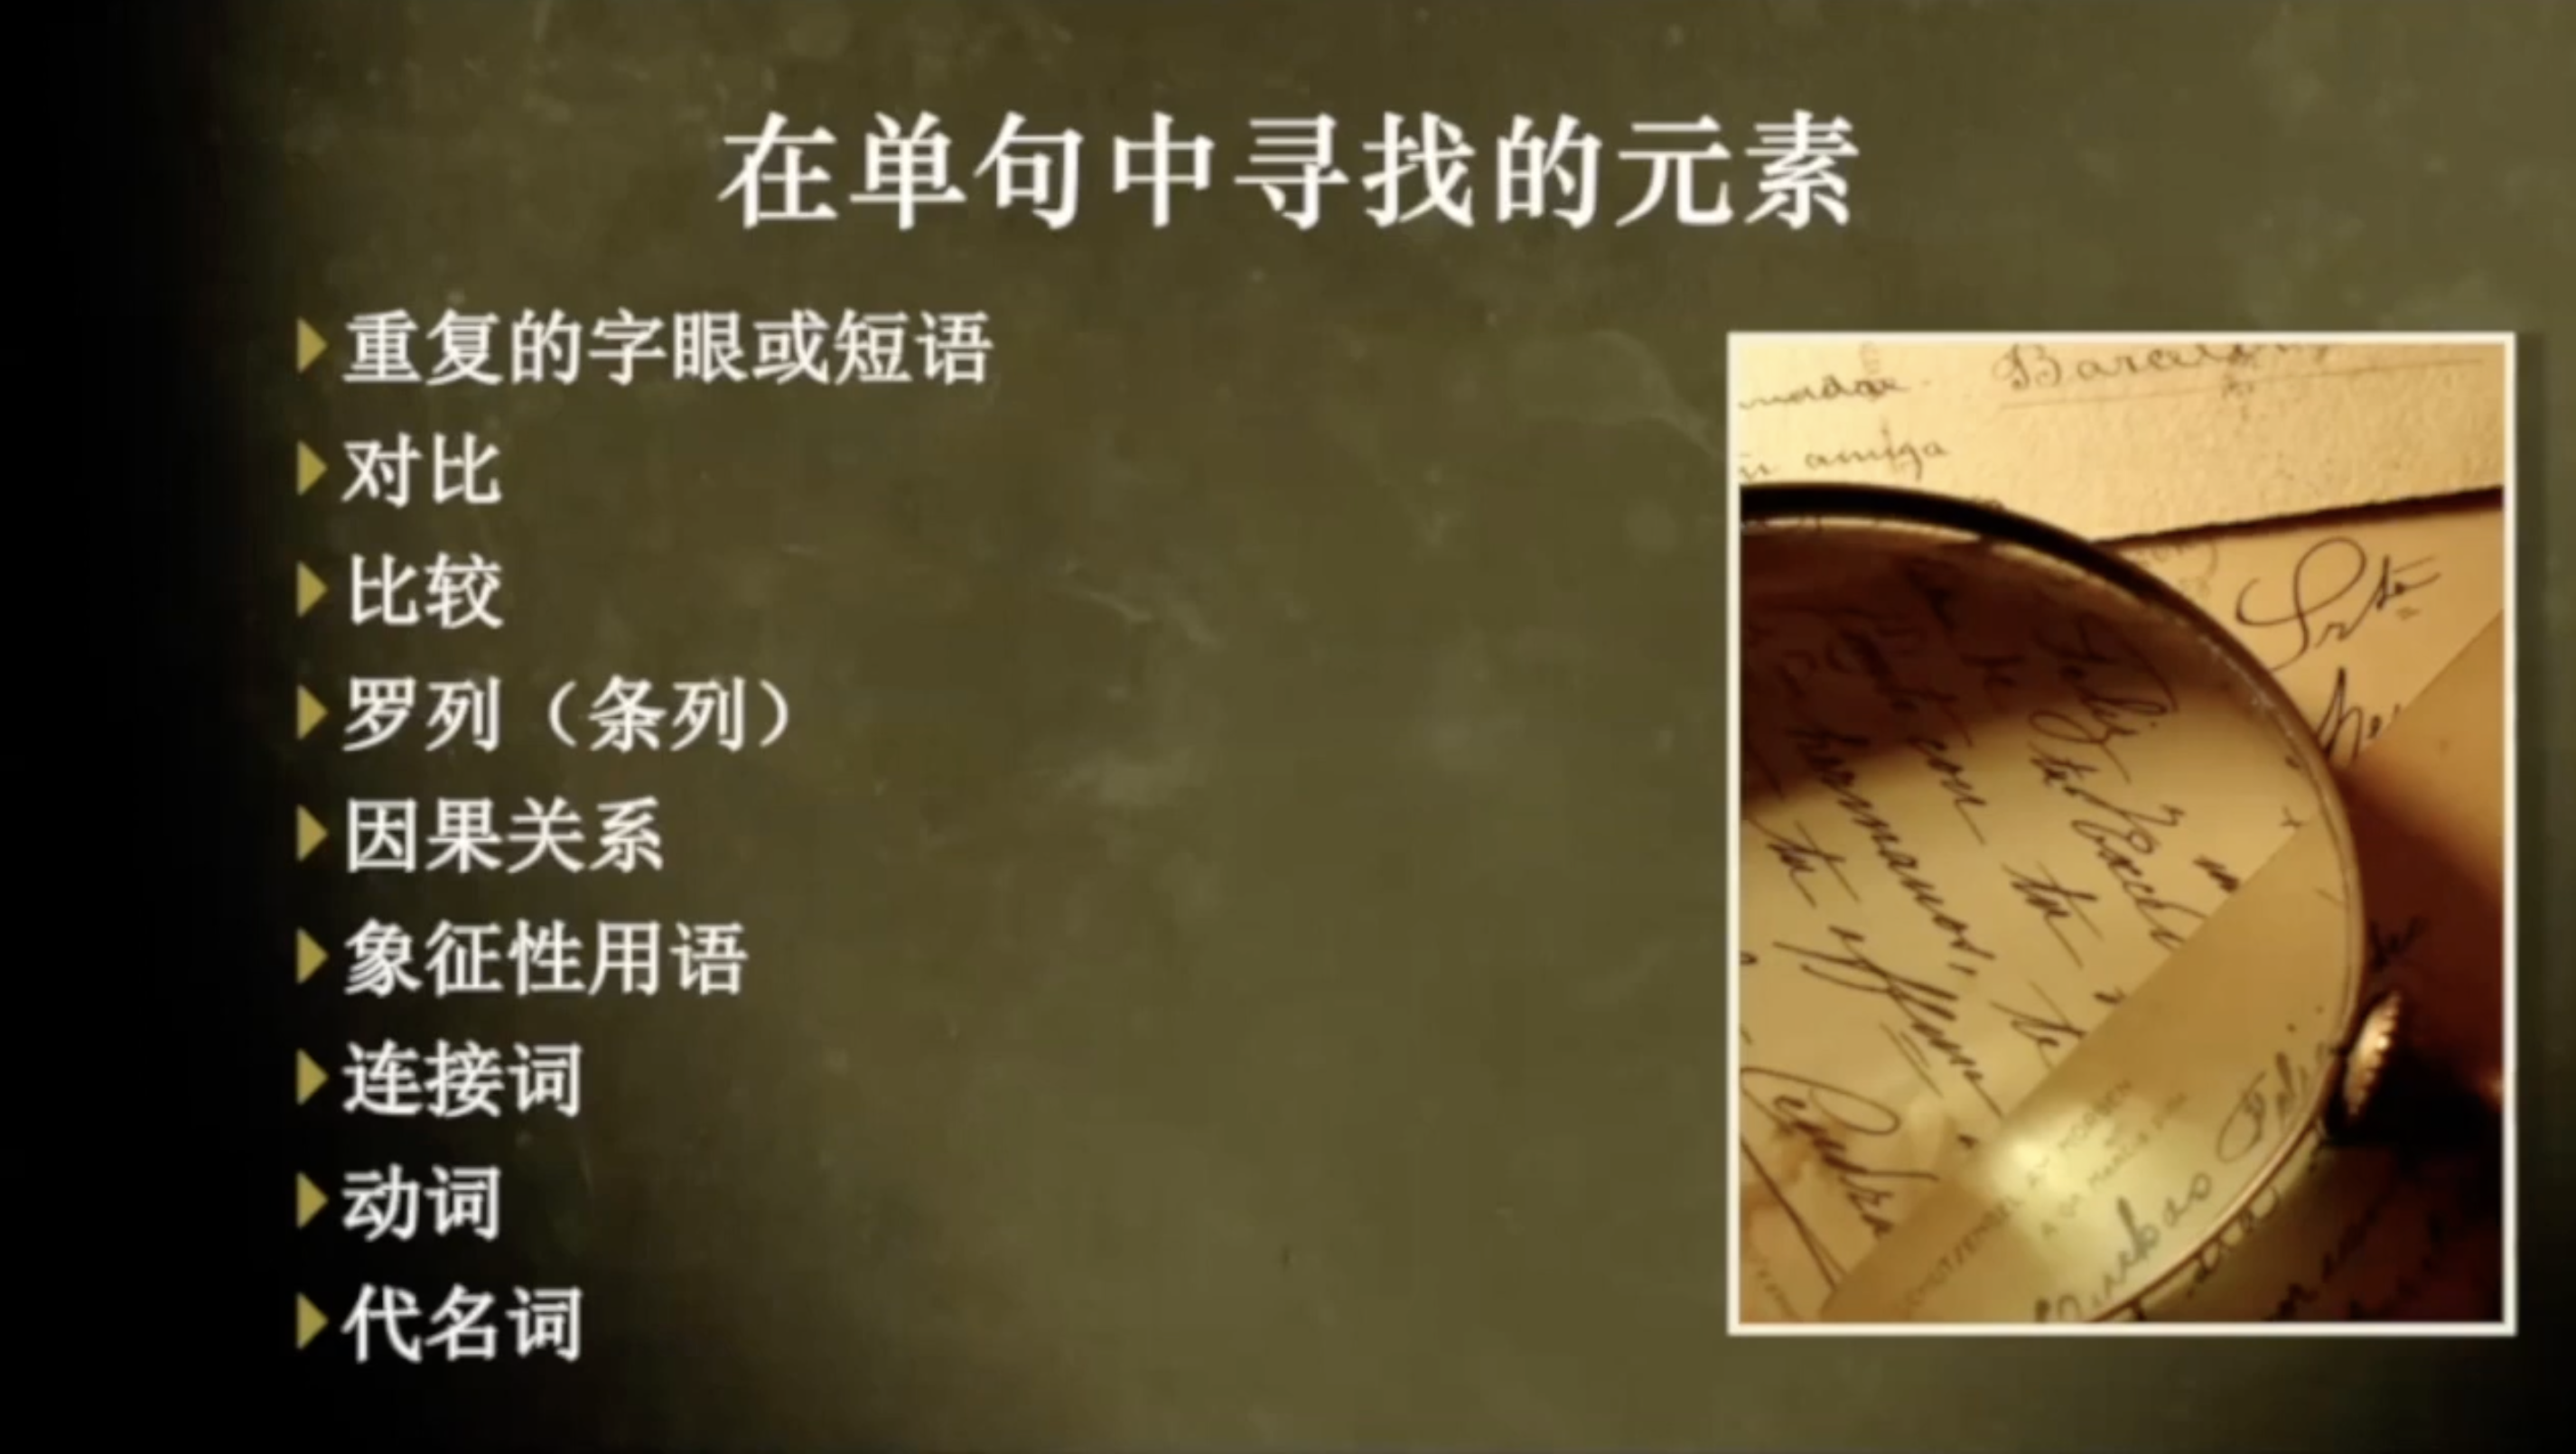 在单句中寻找的元素
重复的字眼或短语
对比
比较
罗列（条列）
因果关系
象征性用语
连接词
动词
代名词
amiga
hermanos,